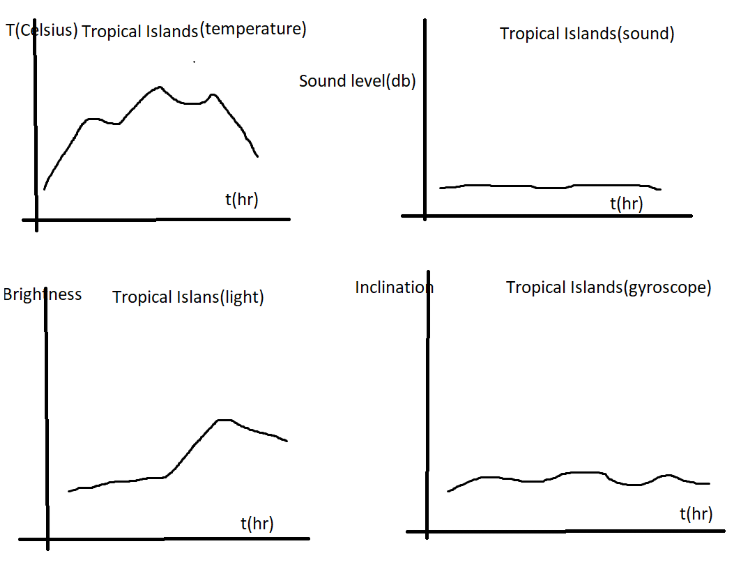 T(Celsius) Tropical Islands(temperature)
Tropical Islands(sound)
Sound level(db)
t(hr)
t(hr)
Brightness
Tropical Islans(light)
Inclination
Tropical Islands(gyroscope)
t(hr)
t(hr)